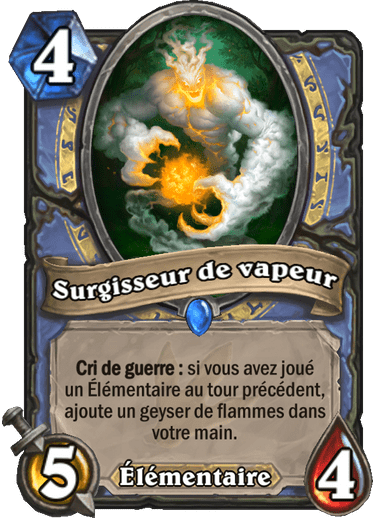 4
Surgisseur de vapeur
Cri de guerre : si vous avez joué
un Élémentaire au tour précédent,
ajoute un geyser de flammes dans
votre main.
5
Élémentaire
4